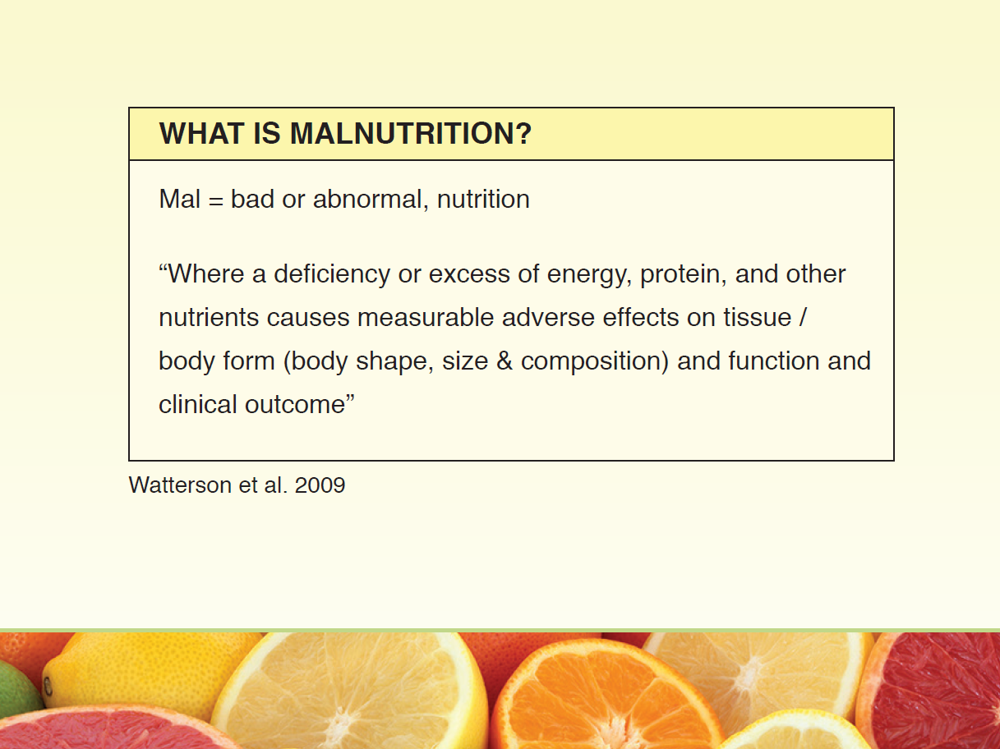 WHAT IS MALNUTRITION?
Mal = bad or abnormal, nutrition
“Where a deficiency or excess of energy, protein, and other
nutrients causes measurable adverse effects on tissue /
body form (body shape, size & composition) and function and
clinical outcome”
Watterson et al. 2009